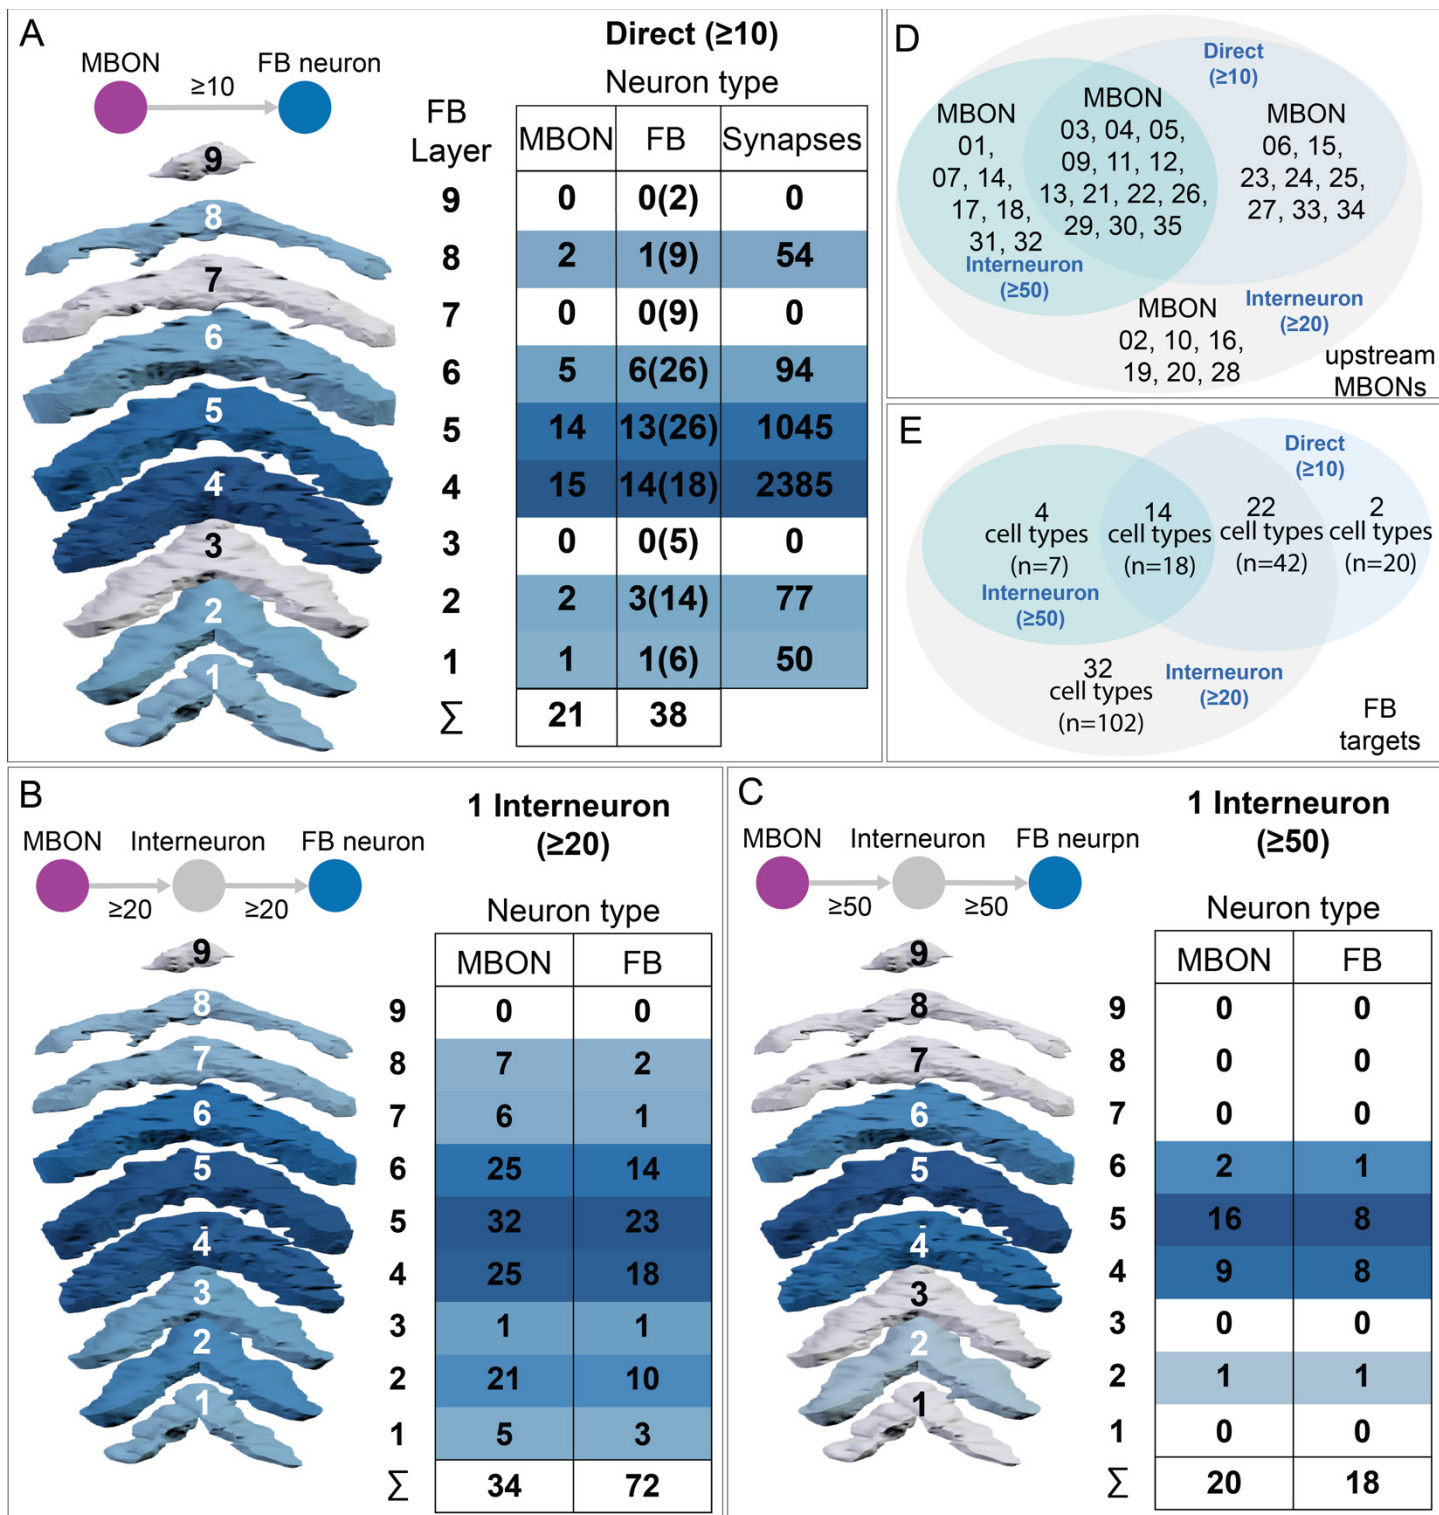 A
Direct (≥10)
MBON
FB neuron
≥10
Neuron type
FB
Layer
MBON FB Synapses
9 0 0(2) 0
8 2 1(9) 54
7 0 0(9) 0
6 5 6(26) 94
5 14 13(26) 1045
4 15 14(18) 2385
3 0 0(5) 0
2 2 3(14) 77
1 1 1(6) 50
∑ 21 38
9
8
7
6
5
4
3
2
1
D
Direct
(≥10)
MBON
01,
07, 14,
17, 18,
31, 32
Interneuron
(≥50)
MBON
03, 04, 05,
09, 11, 12,
13, 21, 22, 26,
29, 30, 35
MBON
06, 15,
23, 24, 25,
27, 33, 34
MBON
02, 10, 16,
19, 20, 28
Interneuron
(≥20)
upstream
MBONs
E
Direct
(≥10)
4
cell types
(n=7)
Interneuron
(≥50)
14
cell types
(n=18)
22
cell types
(n=42)
2
cell types
(n=20)
32
cell types
(n=102)
Interneuron
(≥20)
FB
targets
B
1 Interneuron
(≥20)
MBON
Interneuron
FB neuron
≥20
≥20
Neuron type
MBON FB
9 0 0
8 7 2
7 6 1
6 25 14
5 32 23
4 25 18
3 1 1
2 21 10
1 5 3
∑ 34 72
9
8
7
6
5
4
3
2
1
C
1 Interneuron
(≥50)
MBON
Interneuron
FB neurpn
≥50
≥50
Neuron type
MBON FB
9 0 0
8 0 0
7 0 0
6 2 1
5 16 8
4 9 8
3 0 0
2 1 1
1 0 0
∑ 20 18
9
8
7
6
5
4
3
2
1